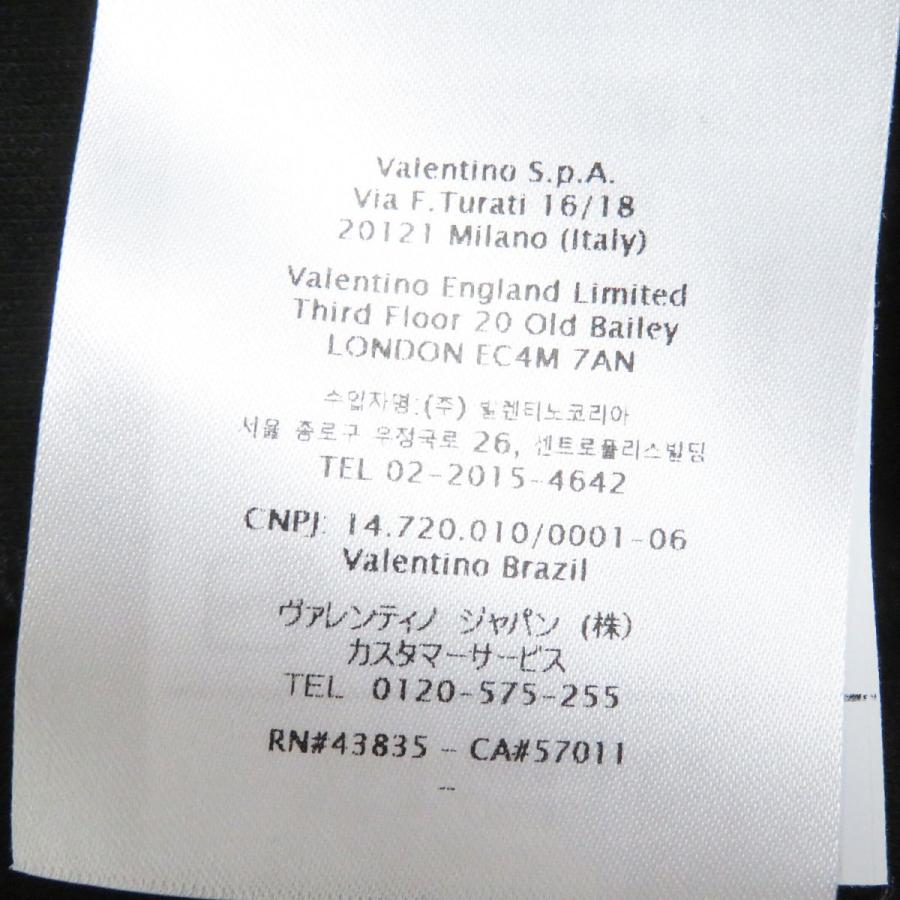 Valentino S.p.A.
Via F.Turati 16/18
20121 Milano (Italy)
Valentino England Limited
Third Floor 20 Old Bailey
LONDON EC4M 7AN
수입자명:(주) 발렌티노코리아
서울 종로구 우정국로 26, 센트로폴리스빌딩
TEL 02-2015-4642
CNPJ: 14.720.010/0001-06
Valentino Brazil
ヴァレンティノ ジャパン (株)
カスタマーサービス
TEL 0120-575-255
RN#43835 - CA#57011
--